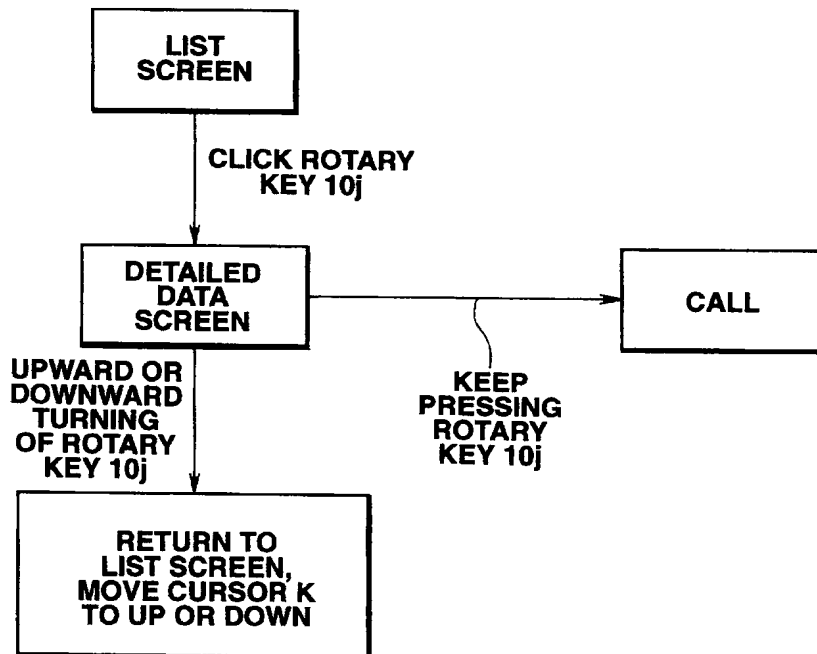 LIST
SCREEN
CLICK ROTARY
KEY 10j
DETAILED
DATA
SCREEN
CALL
UPWARD OR
DOWNWARD
TURNING
OF ROTARY
KEY 10j
KEEP
PRESSING
ROTARY
KEY 10j
RETURN TO
LIST SCREEN,
MOVE CURSOR K
TO UP OR DOWN